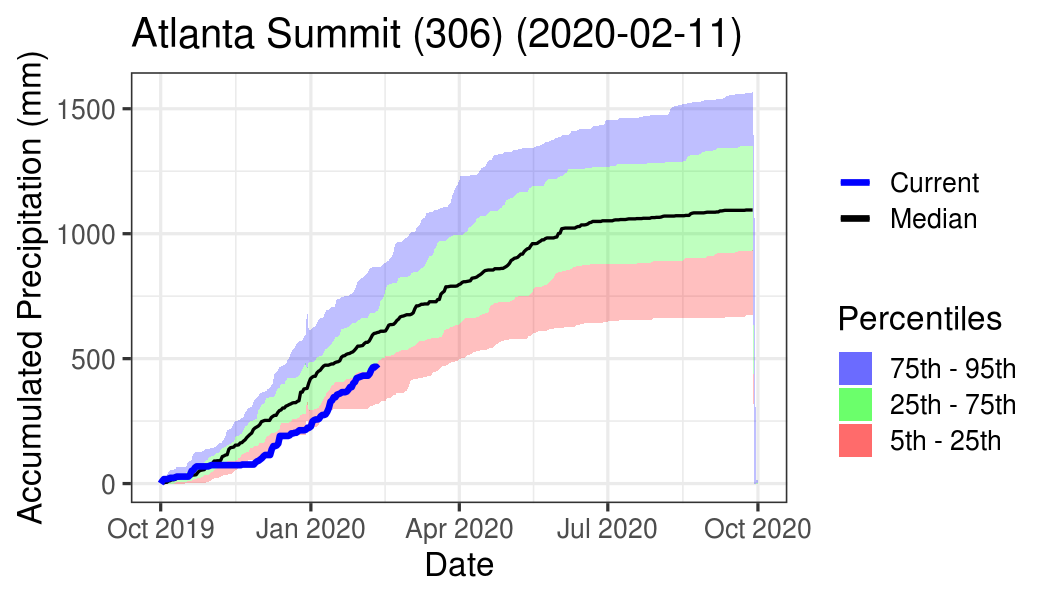 Atlanta Summit (306) (2020-02-11)
Accumulated Precipitation (mm)
1500
1000
500
0
Oct 2019
Jan 2020
Apr 2020
Jul 2020
Oct 2020
Date
Current
Median
Percentiles
75th - 95th
25th - 75th
5th - 25th